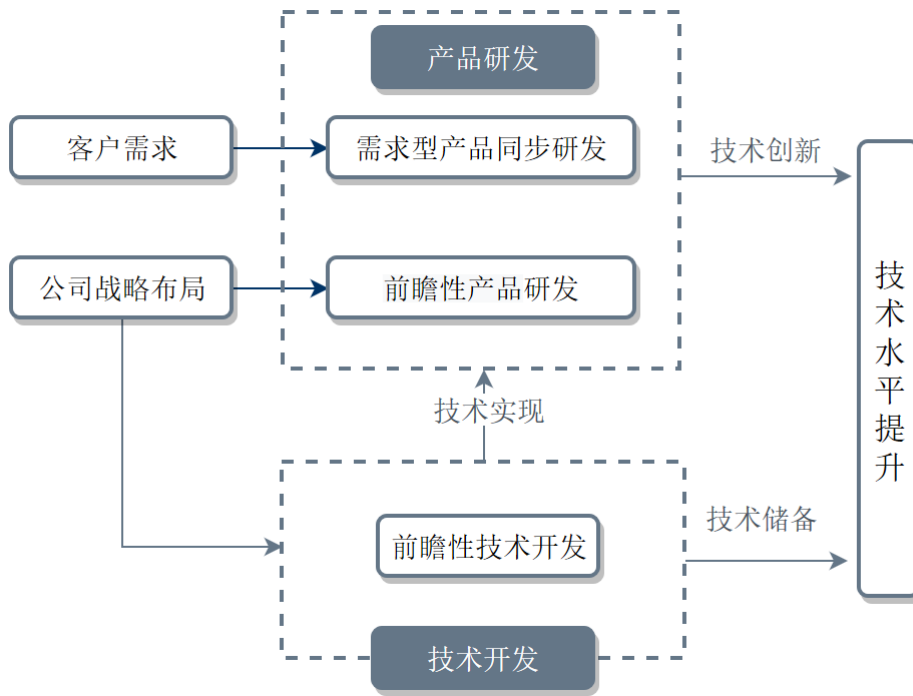 产品研发
客户需求
需求型产品同步研发
技术创新
公司战略布局
前瞻性产品研发
技术水平提升
技术实现
前瞻性技术开发
技术储备
技术开发